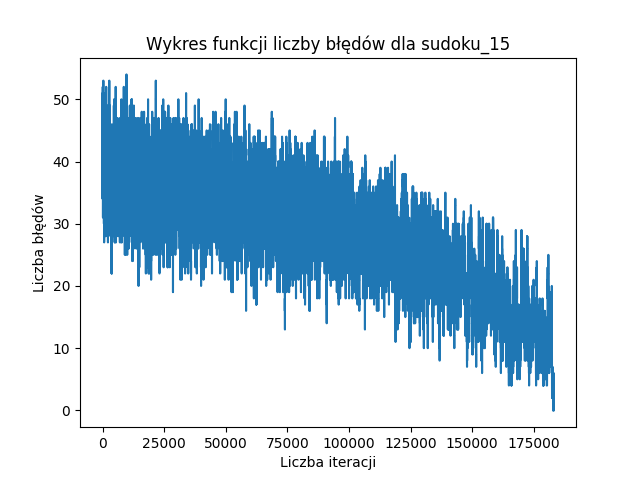 Wykres funkcji liczby błędów dla sudoku_15
Liczba błędów
50
40
30
20
10
0
0 25000 50000 75000 100000 125000 150000 175000
Liczba iteracji